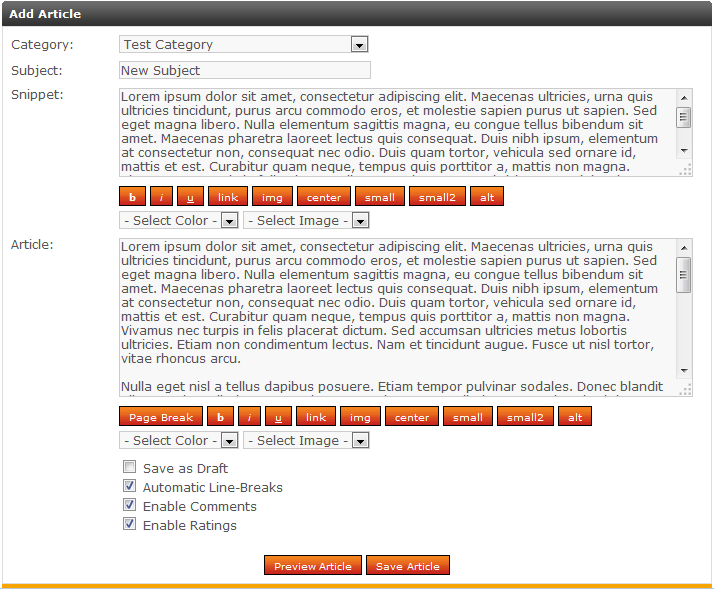 Add Article
Category: Test Category
Subject: New Subject
Snippet: Lorem ipsum dolor sit amet, consectetur adipiscing elit. Maecenas ultricies, urna quis
ultricies tincidunt, purus arcu commodo eros, et molestie sapien purus ut sapien. Sed
eget magna libero. Nulla elementum sagittis magna, eu congue tellus bibendum sit
amet. Maecenas pharetra laoreet lectus quis consequat. Duis nibh ipsum, elementum
at consectetur non, consequat nec odio. Duis quam tortor, vehicula sed ornare id,
mattis et est. Curabitur quam neque, tempus quis porttitor a, mattis non magna.
b i u link img center small small2 alt
- Select Color - - Select Image -
Article: Lorem ipsum dolor sit amet, consectetur adipiscing elit. Maecenas ultricies, urna quis
ultricies tincidunt, purus arcu commodo eros, et molestie sapien purus ut sapien. Sed
eget magna libero. Nulla elementum sagittis magna, eu congue tellus bibendum sit
amet. Maecenas pharetra laoreet lectus quis consequat. Duis nibh ipsum, elementum
at consectetur non, consequat nec odio. Duis quam tortor, vehicula sed ornare id,
mattis et est. Curabitur quam neque, tempus quis porttitor a, mattis non magna.
Vivamus nec turpis in felis placerat dictum. Sed accumsan ultricies metus lobortis
ultricies. Etiam non condimentum lectus. Nam et tincidunt augue. Fusce ut nisl tortor,
vitae rhoncus arcu.
Nulla eget nisl a tellus dapibus posuere. Etiam tempor pulvinar sodales. Donec blandit
Page Break b i u link img center small small2 alt
- Select Color - - Select Image -
Save as Draft
Automatic Line-Breaks
Enable Comments
Enable Ratings
Preview Article Save Article